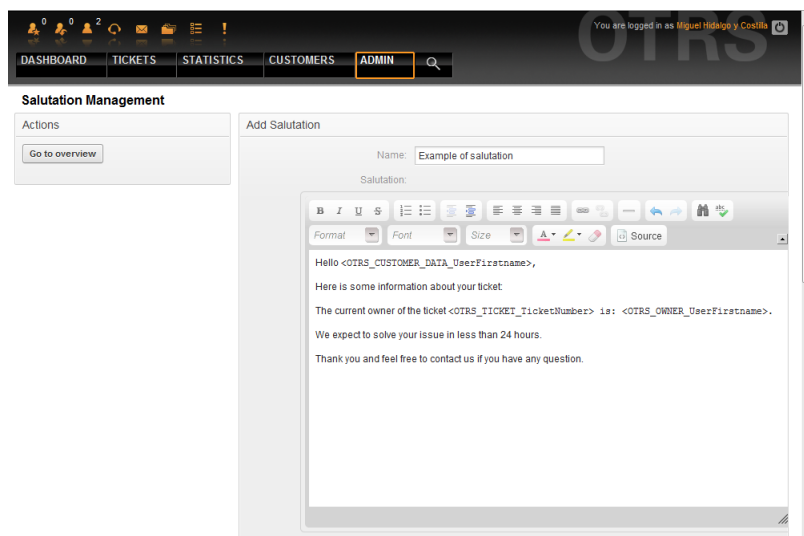 0 0 2
You are logged in as Miguel Hidalgo y Costilla
OTRS
DASHBOARD TICKETS STATISTICS CUSTOMERS ADMIN
Salutation Management
Actions
Go to overview
Add Salutation
Name: Example of salutation
Salutation:
B I U S
abc
Format Font Size A Source
Hello <OTRS_CUSTOMER_DATA_UserFirstname>,
Here is some information about your ticket:
The current owner of the ticket <OTRS_TICKET_TicketNumber> is: <OTRS_OWNER_UserFirstname>.
We expect to solve your issue in less than 24 hours.
Thank you and feel free to contact us if you have any question.